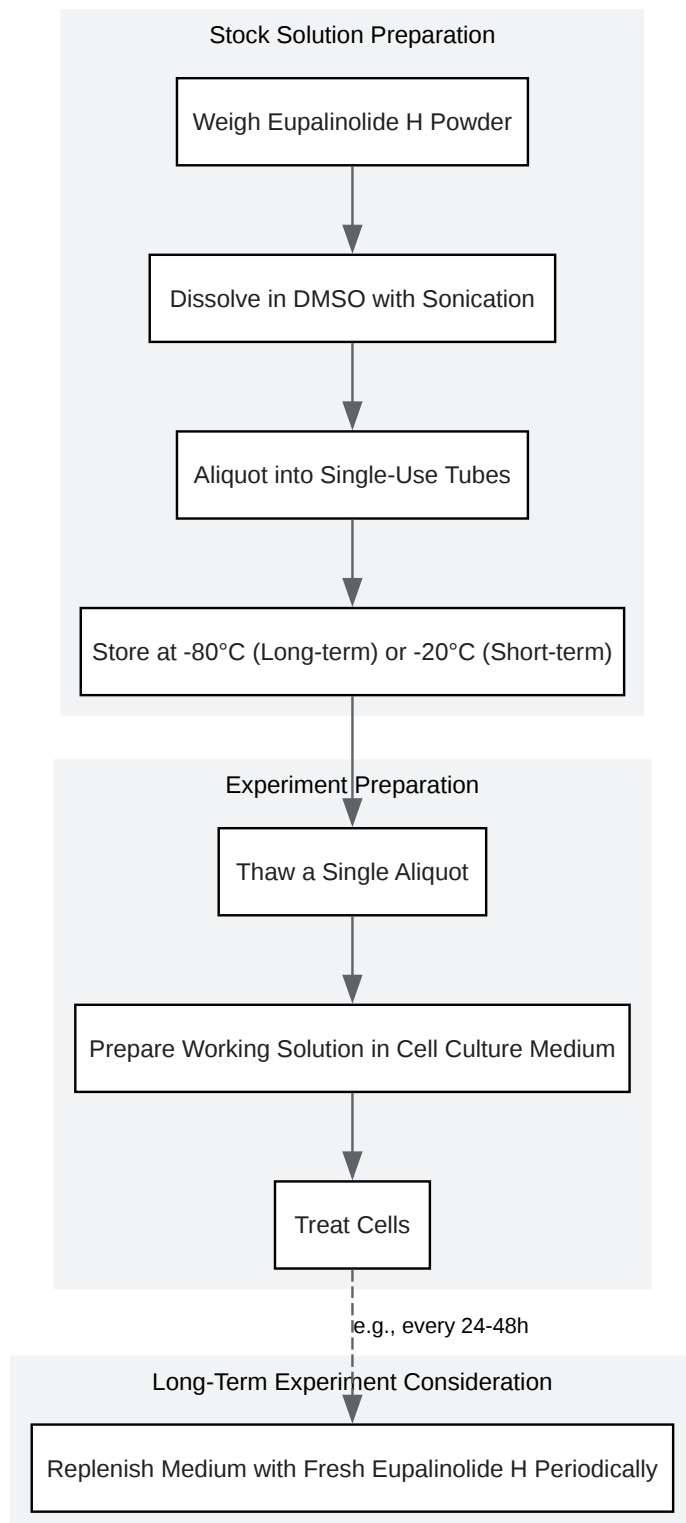 Stock Solution Preparation
Weigh Eupalinolide H Powder
Dissolve in DMSO with Sonication
Aliquot into Single-Use Tubes
Store at -80°C (Long-term) or -20°C (Short-term)
Experiment Preparation
Thaw a Single Aliquot
Prepare Working Solution in Cell Culture Medium
Treat Cells
e.g., every 24-48h
Long-Term Experiment Consideration
Replenish Medium with Fresh Eupalinolide H Periodically